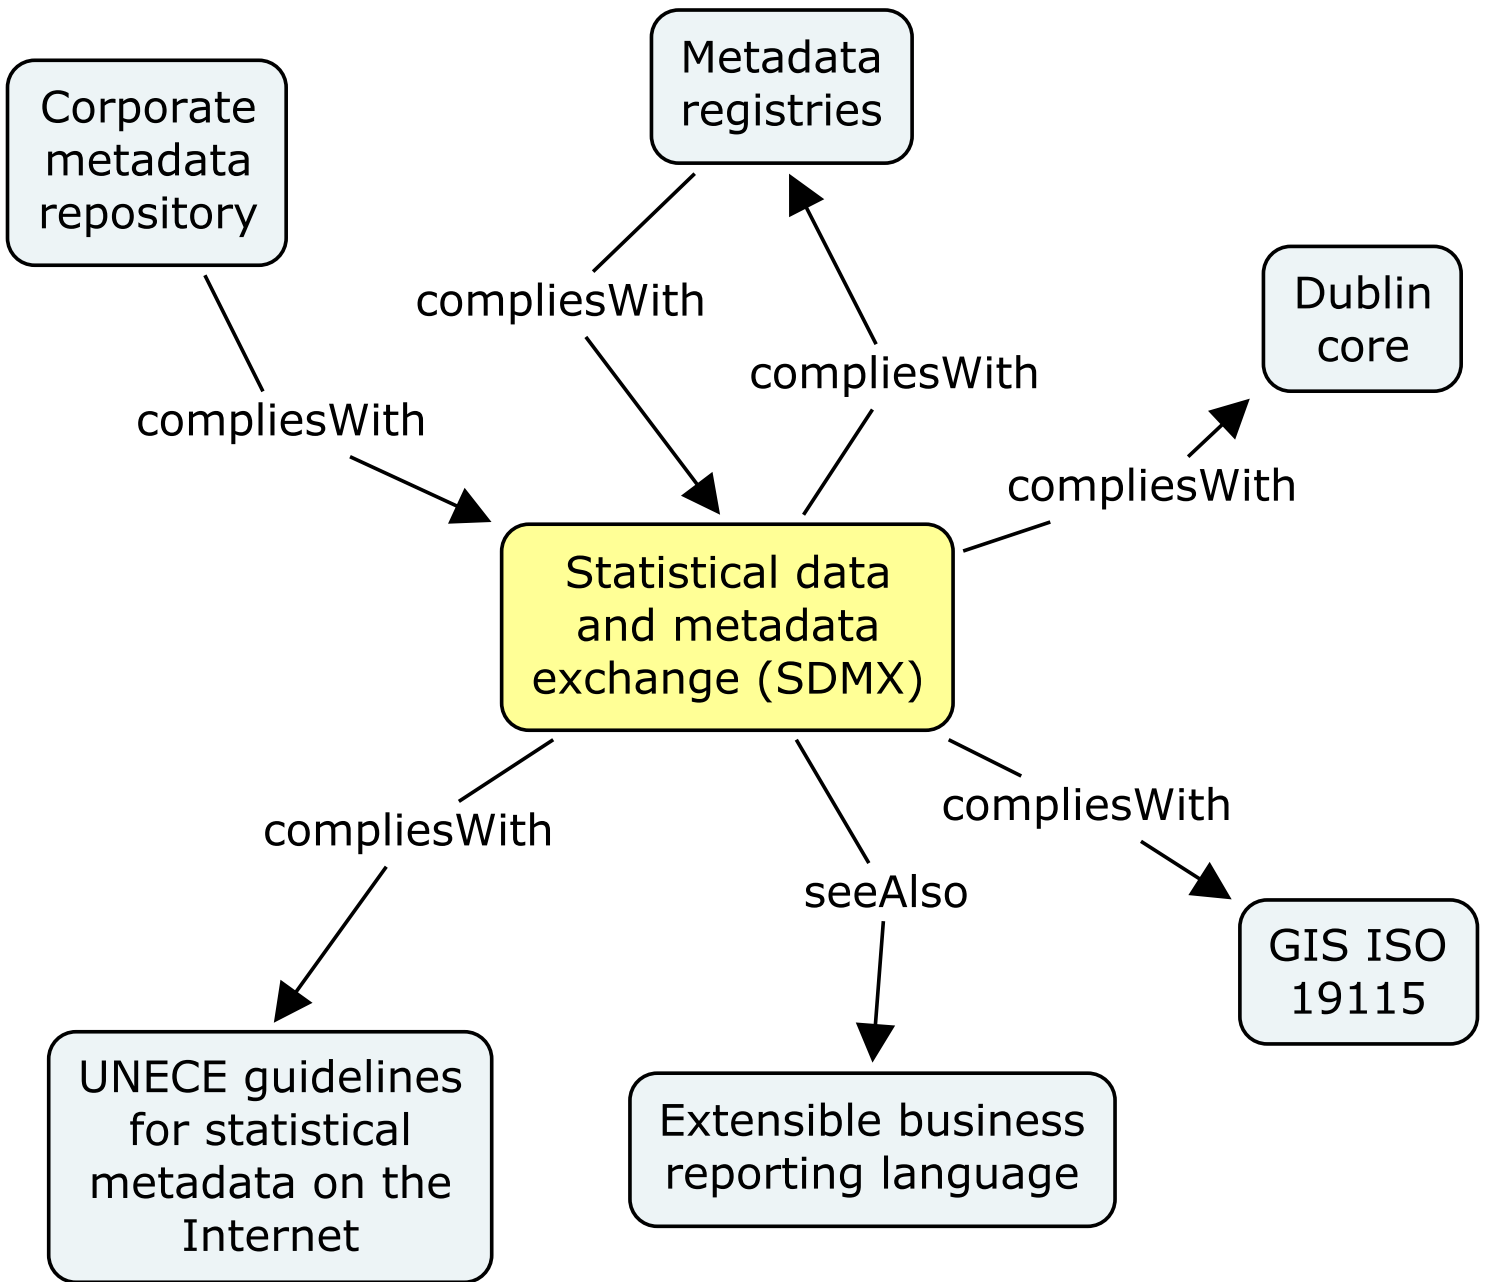 Metadata
registries
Corporate
metadata
repository
Dublin
core
compliesWith
compliesWith
compliesWith
compliesWith
Statistical data
and metadata
exchange (SDMX)
compliesWith
compliesWith
seeAlso
GIS ISO
19115
UNECE guidelines
for statistical
metadata on the
Internet
Extensible business
reporting language